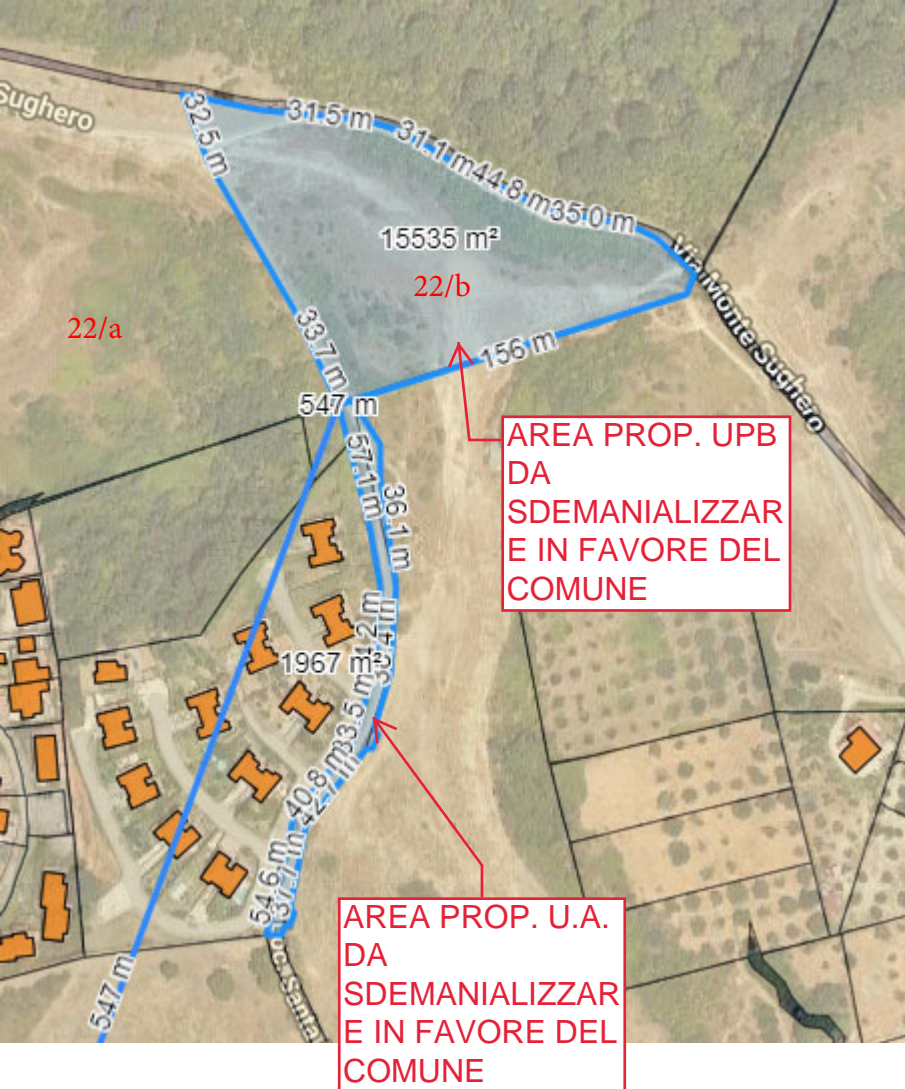 Sughero
32.5 m
31.5 m
31.1 m
44.8 m
35.0 m
15535 m²
22/b
22/a
Via Monte Sughero
33.7 m
156 m
547 m
AREA PROP. UPB
DA
SDEMANIALIZZAR
E IN FAVORE DEL
COMUNE
57.1 m
36.1 m
1967 m²
33.5 m
40.8 m
54.6 m
547 m
AREA PROP. U.A.
DA
SDEMANIALIZZAR
E IN FAVORE DEL
COMUNE